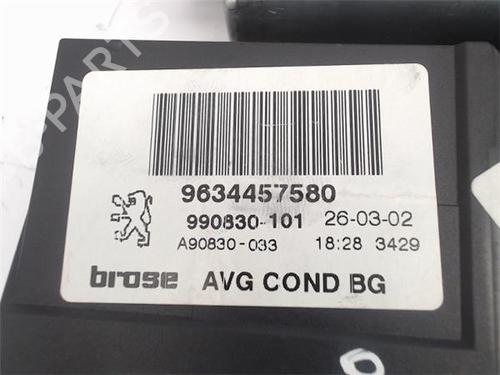 9634457580
990830-101 26-03-02
A90830-033 18:28 3429
brose AVG COND BG